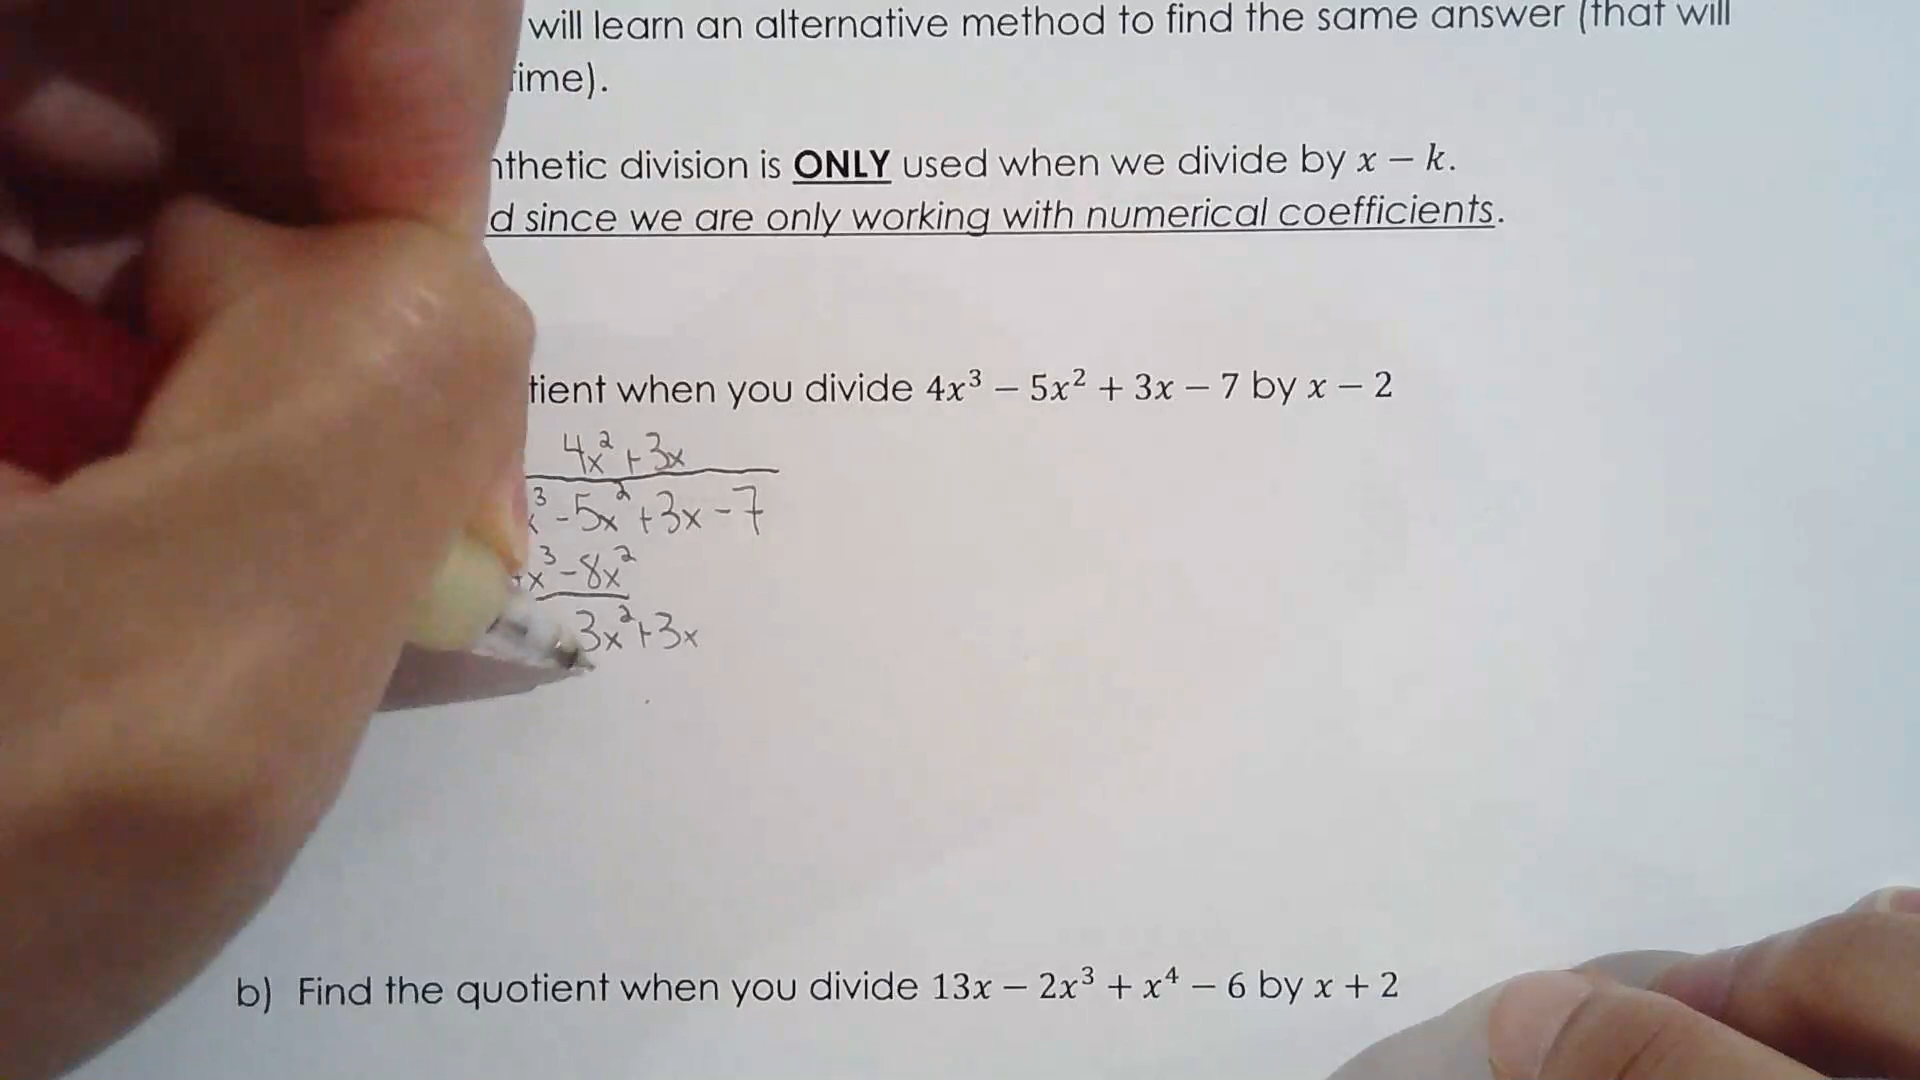 will learn an alternative method to find the same answer (that will
time).
nthetic division is ONLY used when we divide by x − k.
d since we are only working with numerical coefficients.
tient when you divide 4x³ − 5x² + 3x − 7 by x − 2
4x² + 3x
x³ - 5x² + 3x - 7
x³ - 8x²
3x² + 3x
b) Find the quotient when you divide 13x − 2x³ + x⁴ − 6 by x + 2